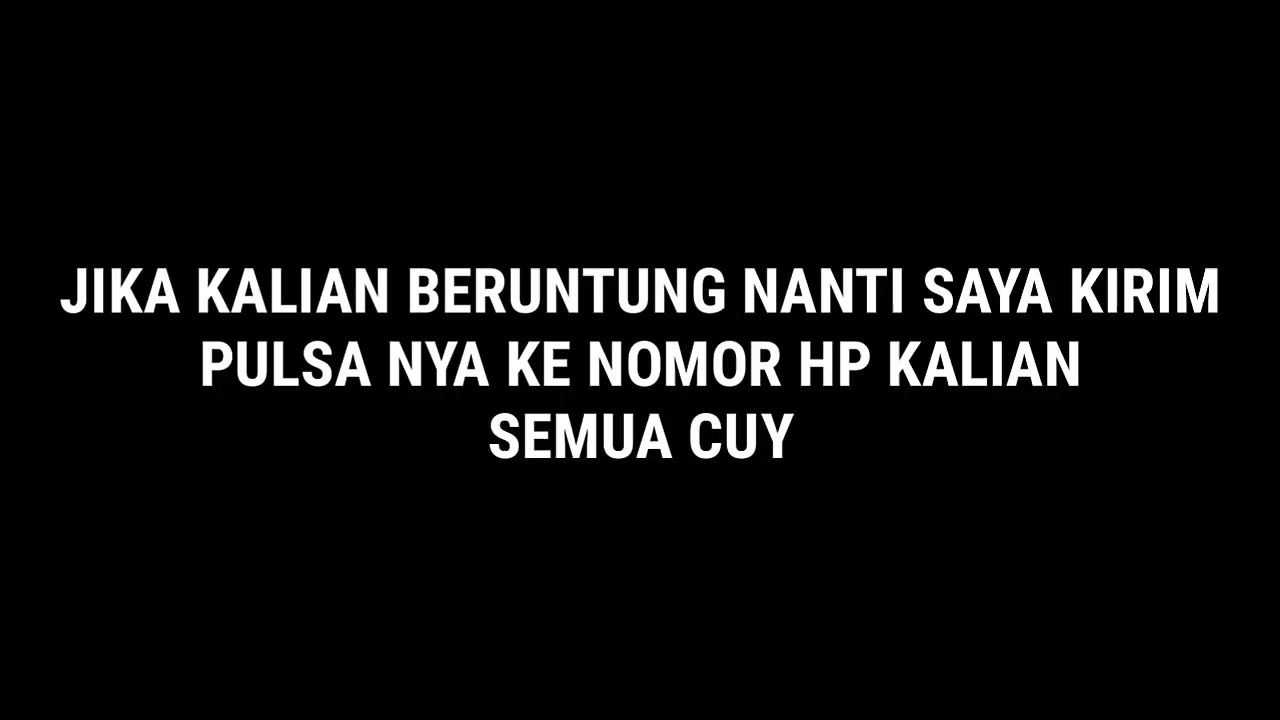 JIKA KALIAN BERUNTUNG NANTI SAYA KIRIM
PULSA NYA KE NOMOR HP KALIAN
SEMUA CUY